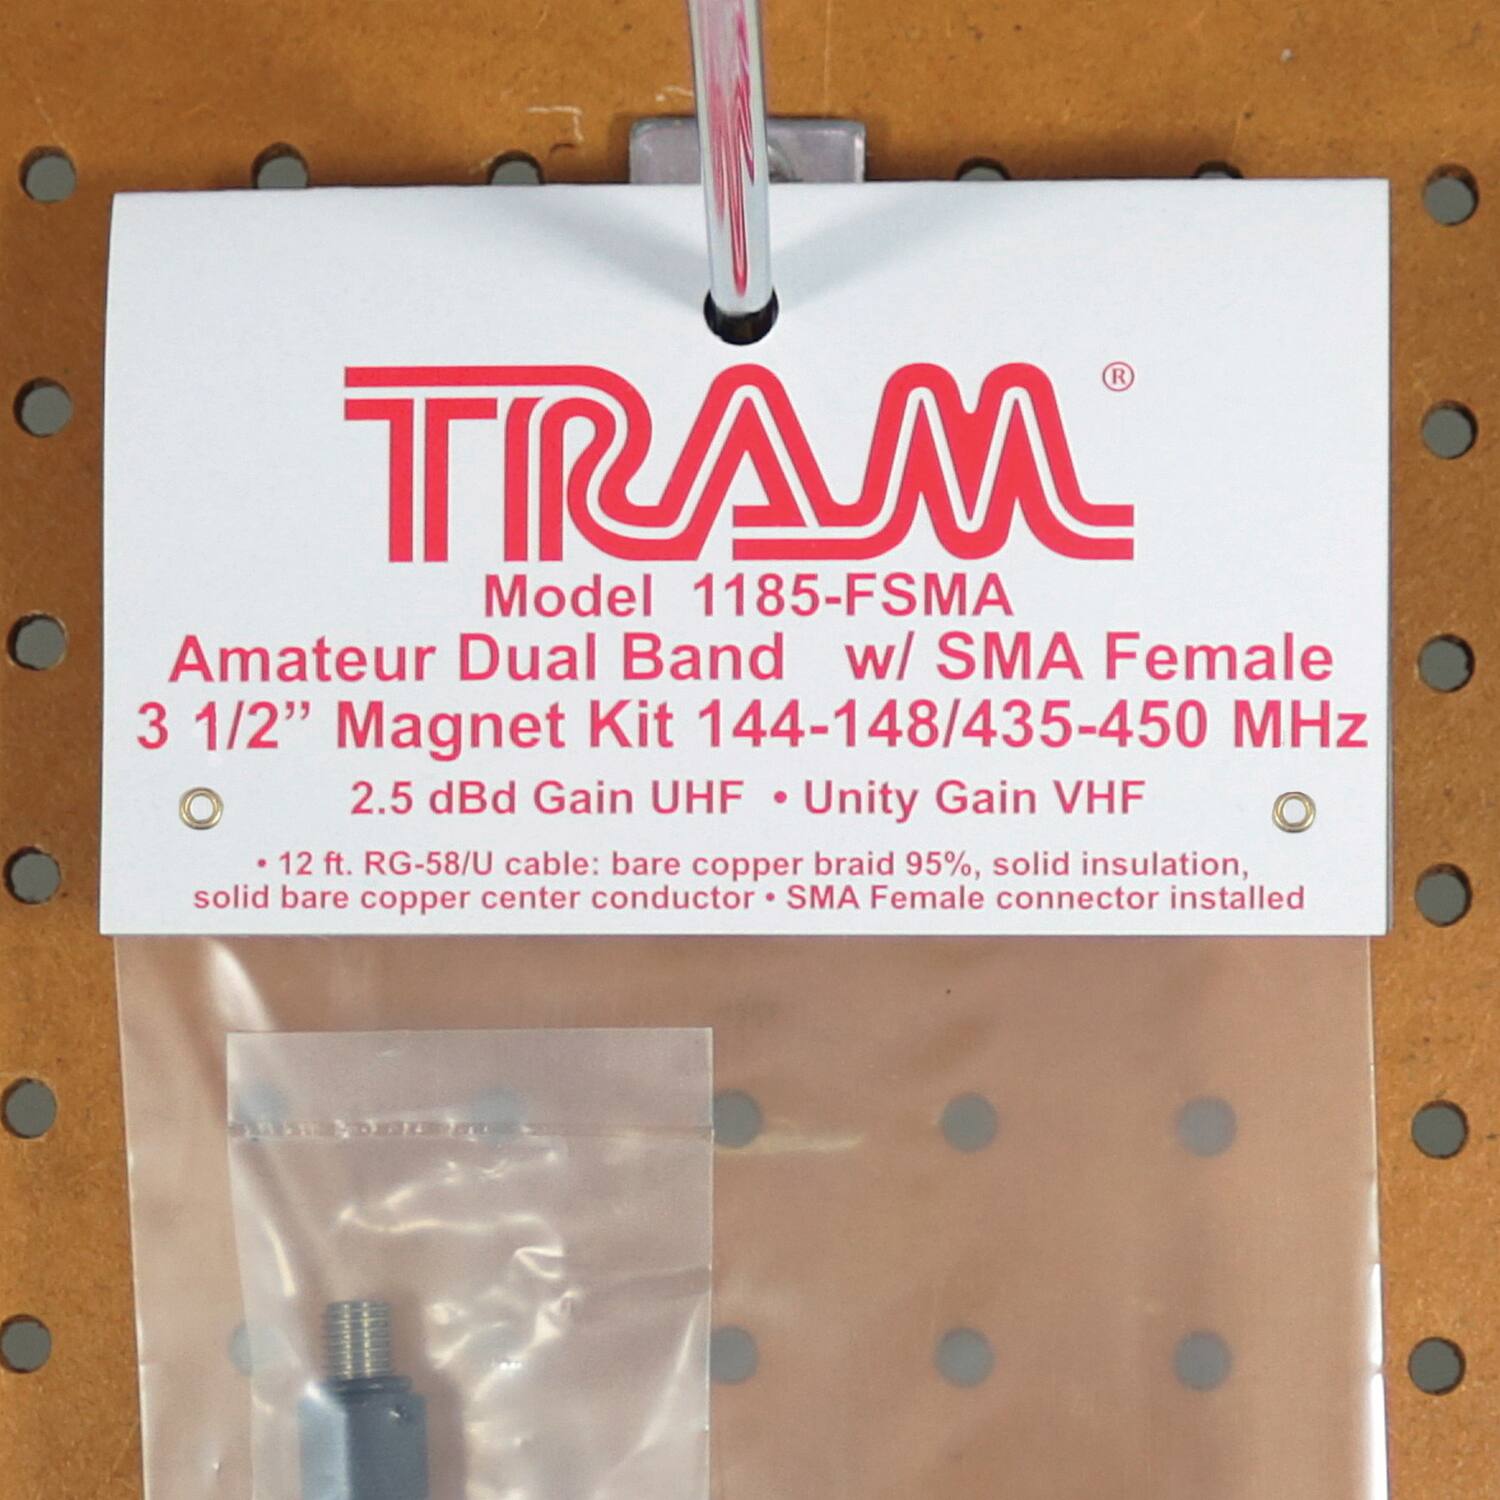 TRAM®
Model 1185-FSMA
Amateur Dual Band w/ SMA Female
3 1/2” Magnet Kit 144-148/435-450 MHz
2.5 dBd Gain UHF • Unity Gain VHF
• 12 ft. RG-58/U cable: bare copper braid 95%, solid insulation,
solid bare copper center conductor • SMA Female connector installed